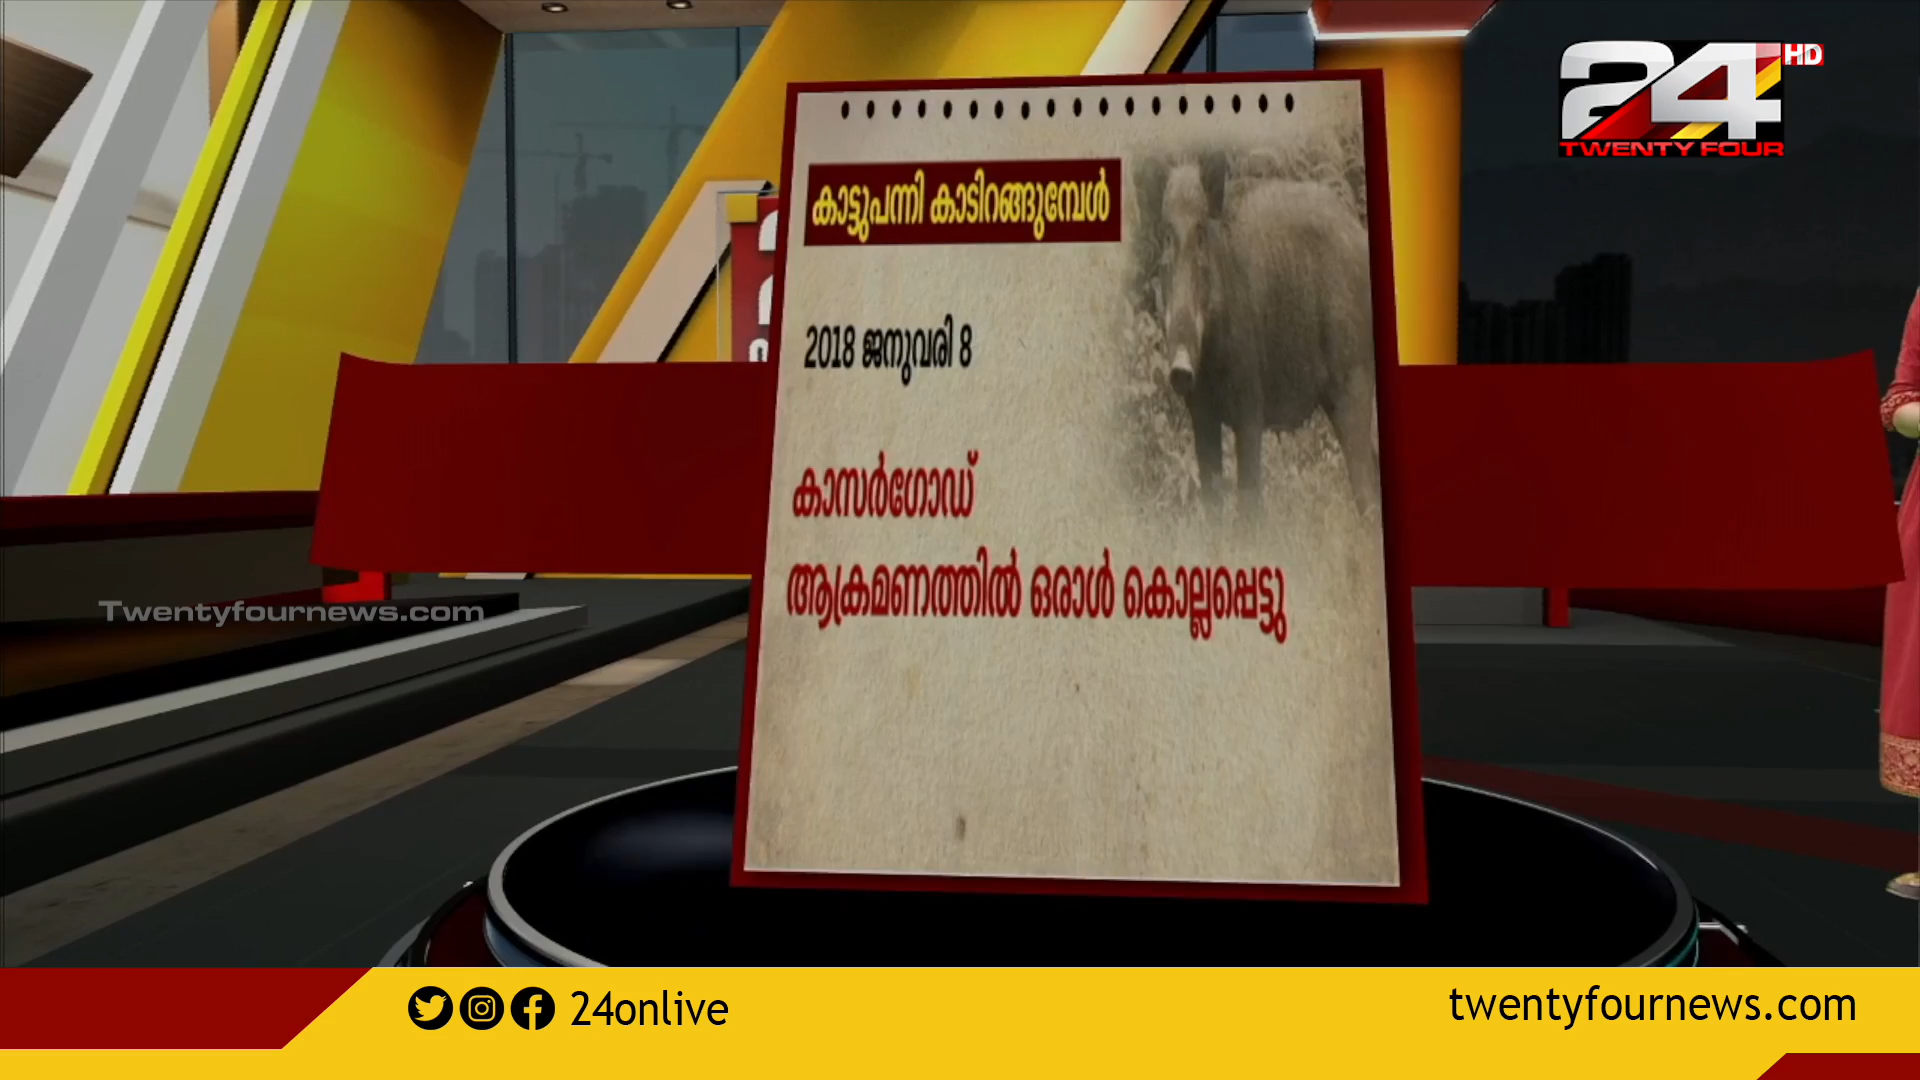 24 HD
TWENTY FOUR
കാട്ടുപന്നി കാടിറങ്ങുമ്പേൾ
2018 ജനുവരി 8
കാസർഗോഡ്
ആക്രമണത്തിൽ ഒരാൾ കൊല്ലപ്പെട്ടു
Twentyfournews.com
24onlive
twentyfournews.com